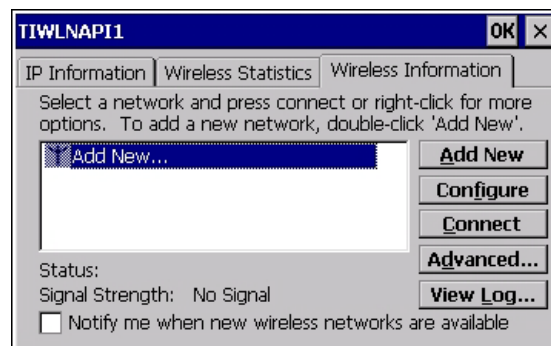 TIWLNAPI1 OK ×
IP Information Wireless Statistics Wireless Information
Select a network and press connect or right-click for more
options. To add a new network, double-click 'Add New'.
Add New...
Add New
Configure
Connect
Advanced...
View Log...
Status:
Signal Strength: No Signal
Notify me when new wireless networks are available